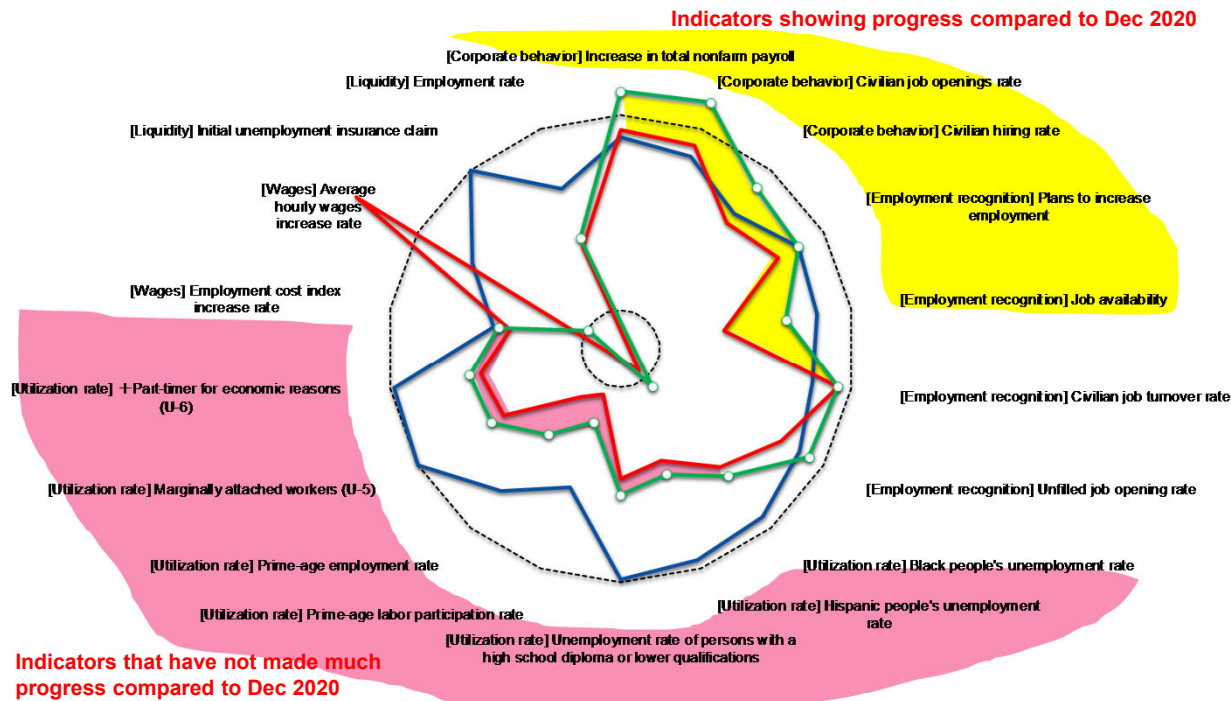 Indicators showing progress compared to Dec 2020
[Corporate behavior] Increase in total nonfarm payroll
[Liquidity] Employment rate
[Corporate behavior] Civilian job openings rate
[Liquidity] Initial unemployment insurance claim
[Corporate behavior] Civilian hiring rate
[Wages] Average
hourly wages
increase rate
[Employment recognition] Plans to increase
employment
[Wages] Employment cost index
increase rate
[Employment recognition] Job availability
[Utilization rate] +Part-timer for economic reasons
(U-6)
[Employment recognition] Civilian job turnover rate
[Utilization rate] Marginally attached workers (U-5)
[Employment recognition] Unfilled job opening rate
[Utilization rate] Prime-age employment rate
[Utilization rate] Black people's unemployment rate
[Utilization rate] Prime-age labor participation rate
[Utilization rate] Hispanic people's unemployment
rate
[Utilization rate] Unemployment rate of persons with a
high school diploma or lower qualifications
Indicators that have not made much
progress compared to Dec 2020